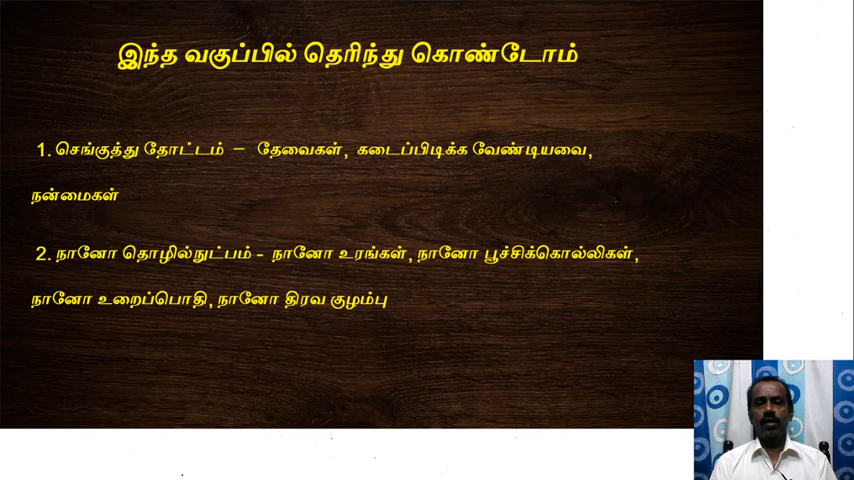 இந்த வகுப்பில் தெரிந்து கொண்டோம்
1. செங்குத்து தோட்டம் – தேவைகள், கடைப்பிடிக்க வேண்டியவை,
நன்மைகள்
2. நானோ தொழில்நுட்பம் - நானோ உரங்கள், நானோ பூச்சிக்கொல்லிகள்,
நானோ உறைப்பொதி, நானோ திரவ குழம்பு